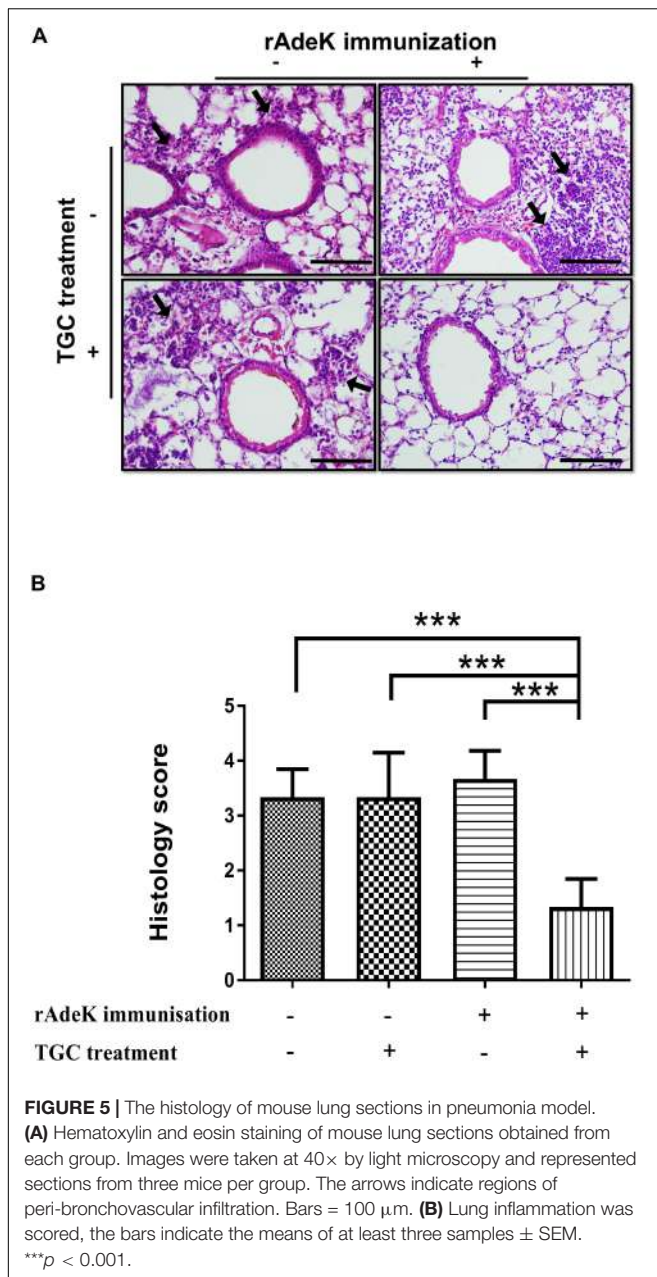 A
rAdeK immunization
- +
TGC treatment
-
+
B
***
***
***
5
4
3
2
1
0
Histology score
rAdeK immunisation - - + +
TGC treatment - + - +
FIGURE 5 | The histology of mouse lung sections in pneumonia model.
(A) Hematoxylin and eosin staining of mouse lung sections obtained from
each group. Images were taken at 40× by light microscopy and represented
sections from three mice per group. The arrows indicate regions of
peri-bronchovascular infiltration. Bars = 100 μm. (B) Lung inflammation was
scored, the bars indicate the means of at least three samples ± SEM.
***p < 0.001.